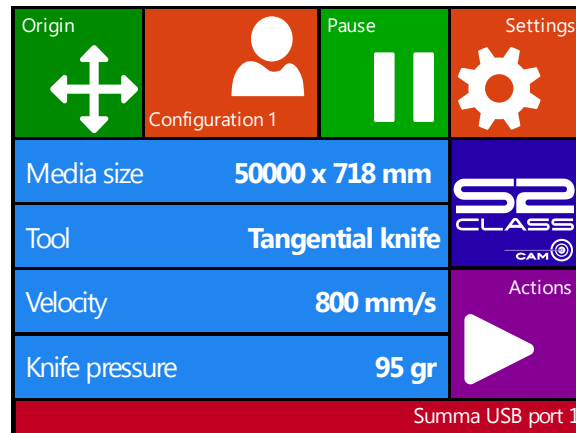 Origin
Pause
Settings
Configuration 1
Media size 50000 x 718 mm
S2
CLASS
CAM
Tool Tangential knife
Actions
Velocity 800 mm/s
Knife pressure 95 gr
Summa USB port 1